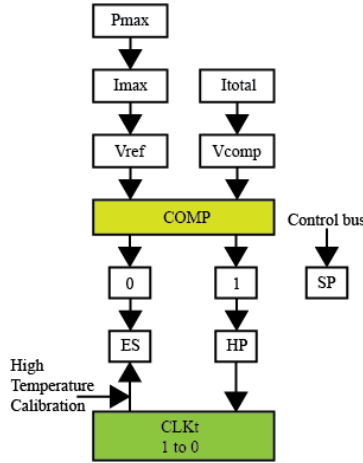 Pmax
Imax
Itotal
Vref
Vcomp
COMP
Control bus
0
1
SP
ES
HP
High
Temperature
Calibration
CLKt
1 to 0